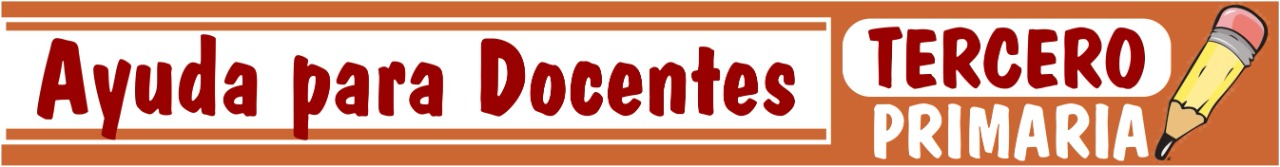 Ayuda para Docentes
TERCERO
PRIMARIA